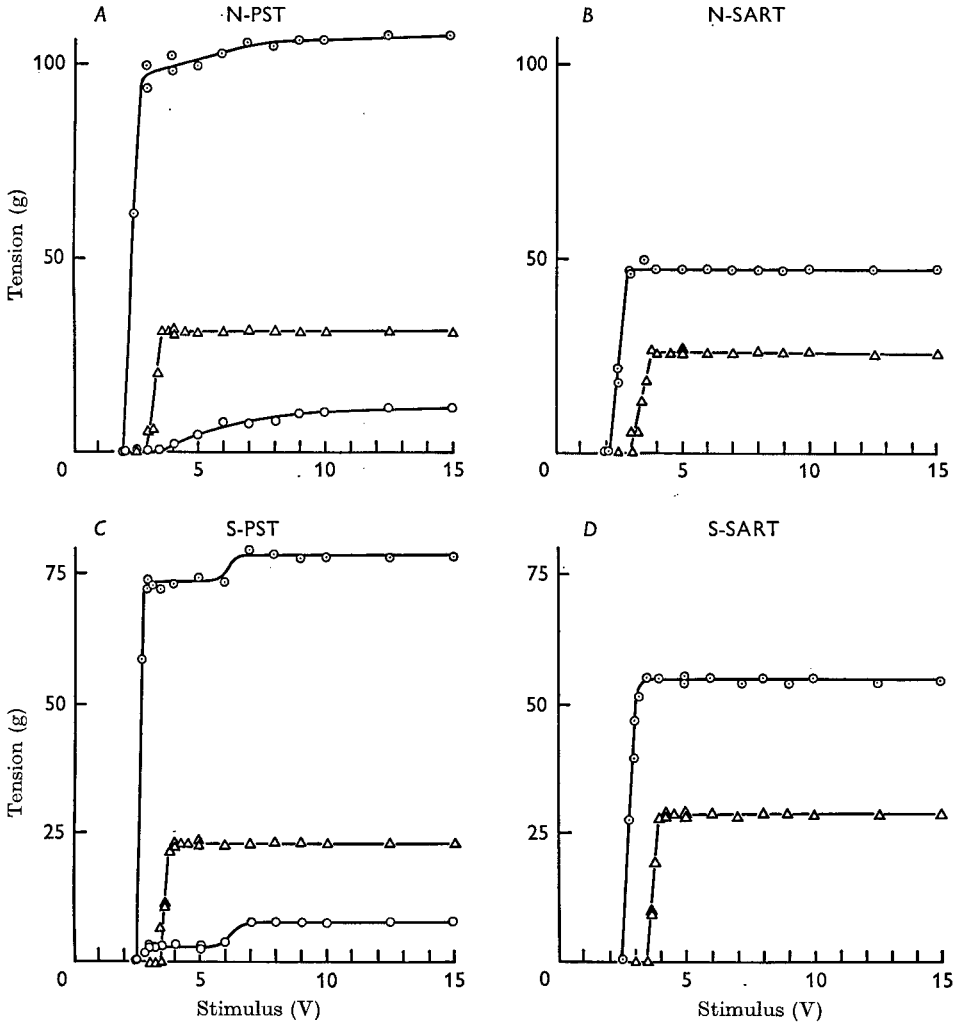 A N-PST
100
50
Tension (g)
0 5 10 15
B N-SART
100
50
0 5 10 15
C S-PST
75
50
25
Tension (g)
0 5 10 15
Stimulus (V)
D S-SART
75
50
25
0 5 10 15
Stimulus (V)